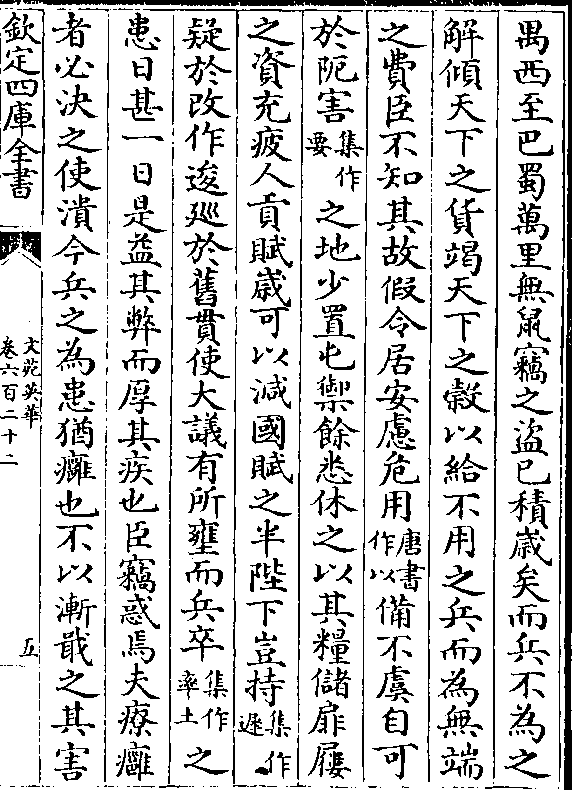 禺西至巴蜀萬里無鼠竊之盜已積歲矣而兵不為之
解傾天下之貨竭天下之糓以給不用之兵而為無端
之費臣不知其故假令居安慮危用唐書作以備不虞自可
於阨害集作要之地少置屯禦餘悉休之以其糧儲扉屨
之資充疲人貢賦歲可以減國賦之半陛下豈持集作遲
疑於改作逡廵於舊貫使大議有所壅而兵卒集作率土之
患日甚一日是益其弊而厚其疾也臣竊惑焉夫療癰
者必決之使潰今兵之為患猶癰也不以漸戢之其害
欽定四庫全書
文苑英華
卷六百二十二
五